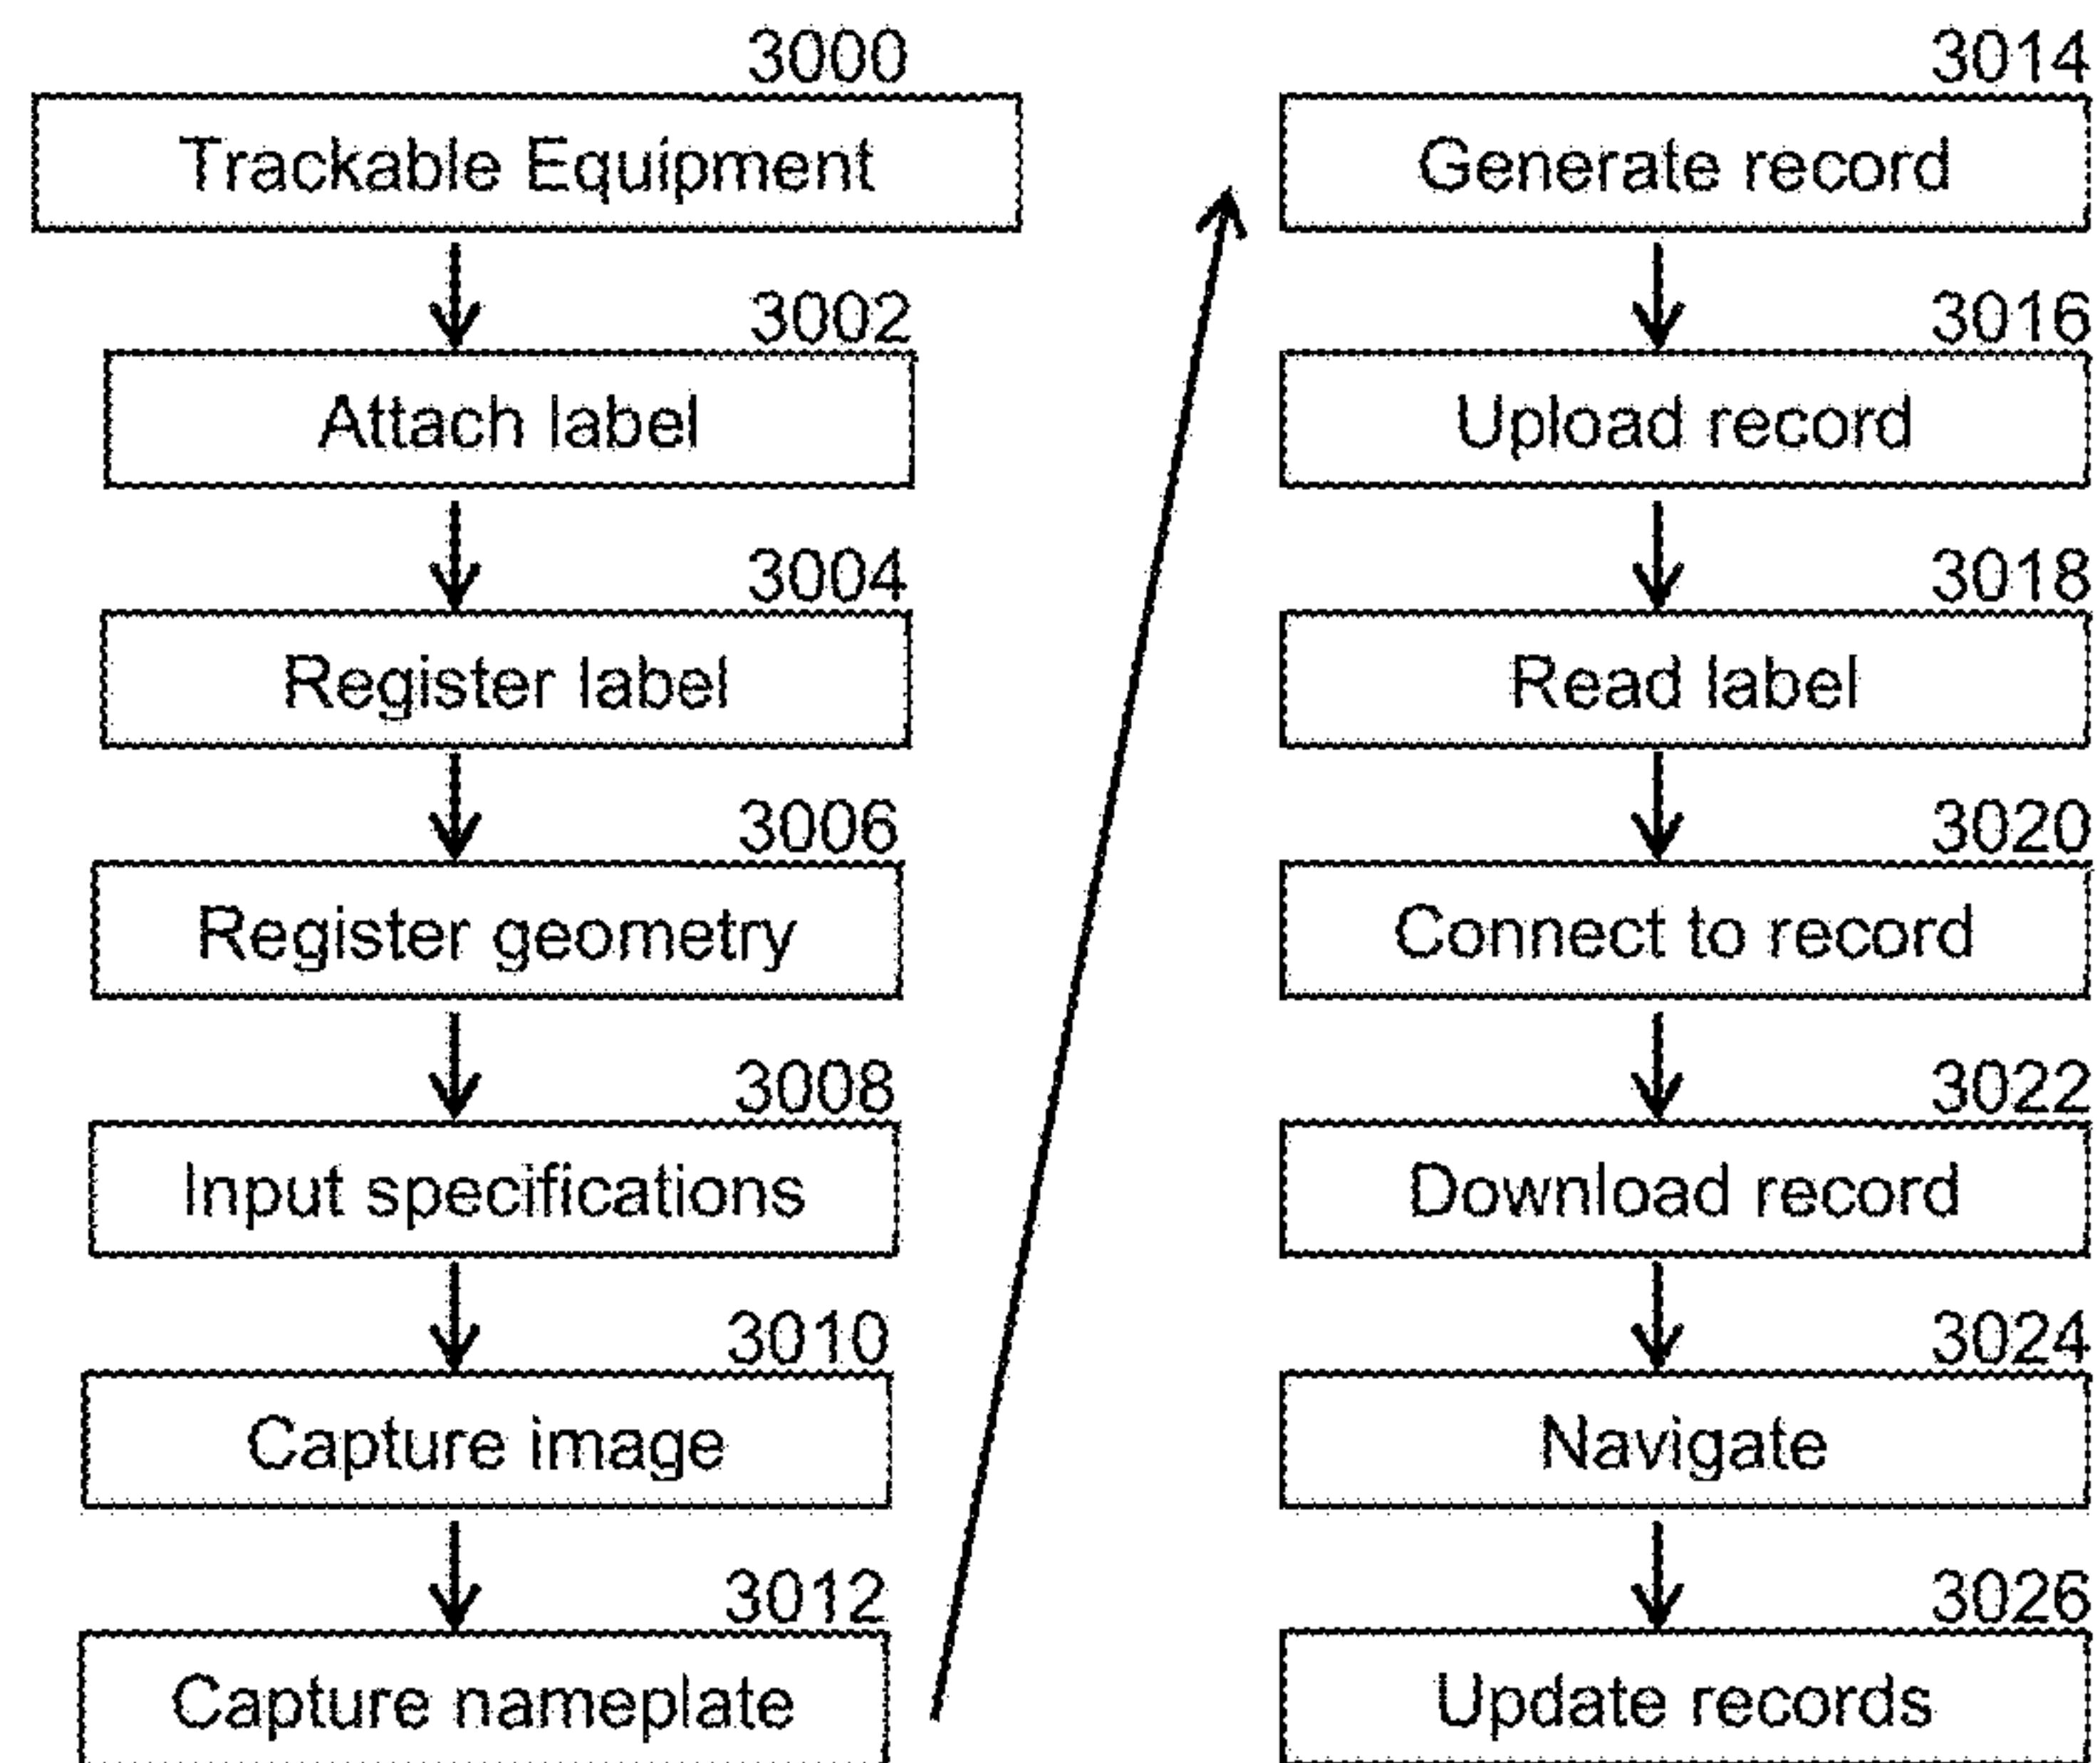 3000
Trackable Equipment
3002
Attach label
3004
Register label
3006
Register geometry
3008
Input specifications
3010
Capture image
3012
Capture nameplate
3014
Generate record
3016
Upload record
3018
Read label
3020
Connect to record
3022
Download record
3024
Navigate
3026
Update records